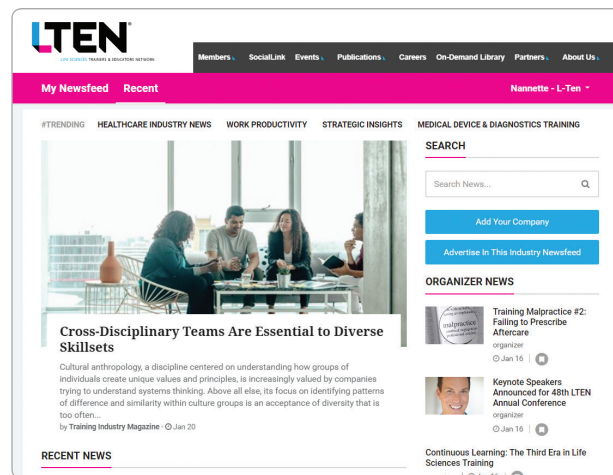 LTEN
LIFE SCIENCES TRAINERS & EDUCATORS NETWORK
Members SocialLink Events Publications Careers On-Demand Library Partners About Us
My Newsfeed Recent Nannette - L-Ten
#TRENDING HEALTHCARE INDUSTRY NEWS WORK PRODUCTIVITY STRATEGIC INSIGHTS MEDICAL DEVICE & DIAGNOSTICS TRAINING
Cross-Disciplinary Teams Are Essential to Diverse
Skillsets
Cultural anthropology, a discipline centered on understanding how groups of
individuals create unique values and principles, is increasingly valued by companies
trying to understand systems thinking. Above all else, its focus on identifying patterns
of difference and similarity within culture groups is an acceptance of diversity that is
too often...
by Training Industry Magazine - Jan 20
RECENT NEWS
SEARCH
Search News...
Add Your Company
Advertise In This Industry Newsfeed
ORGANIZER NEWS
malpractice
Training Malpractice #2:
Failing to Prescribe
Aftercare
organizer
Jan 16
Keynote Speakers
Announced for 48th LTEN
Annual Conference
organizer
Jan 16
Continuous Learning: The Third Era in Life
Sciences Training